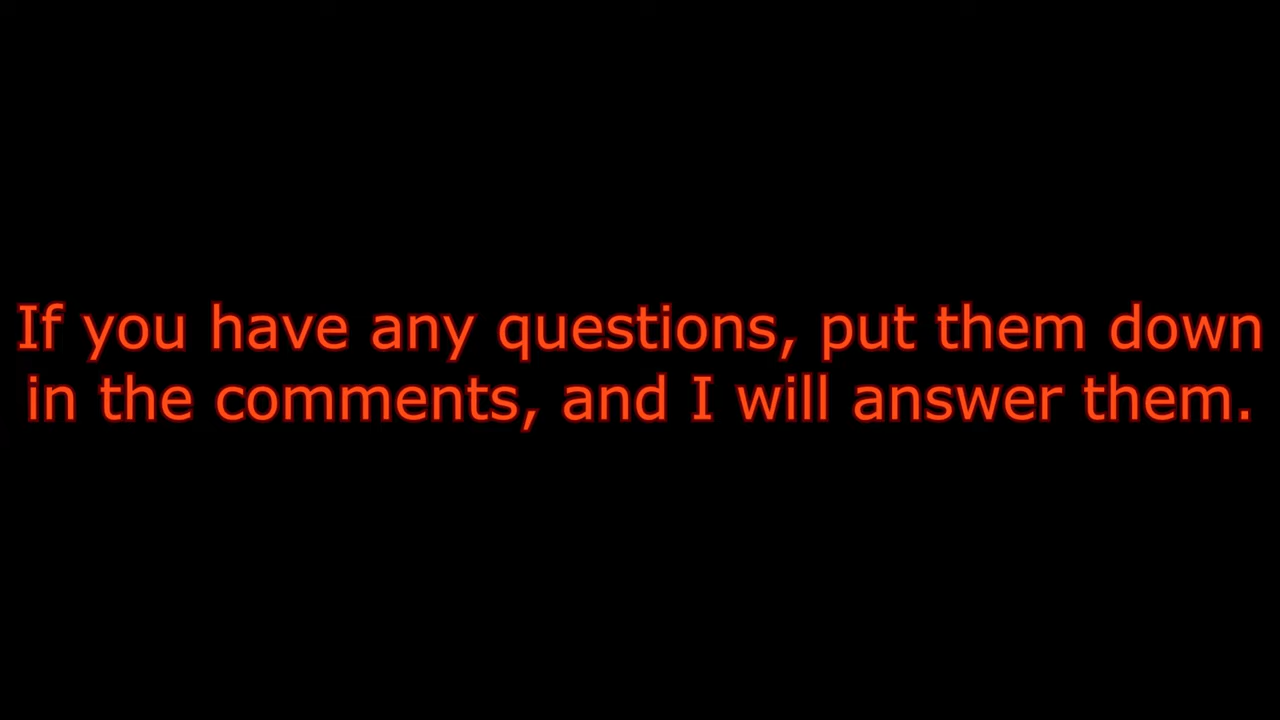 If you have any questions, put them down
in the comments, and I will answer them.